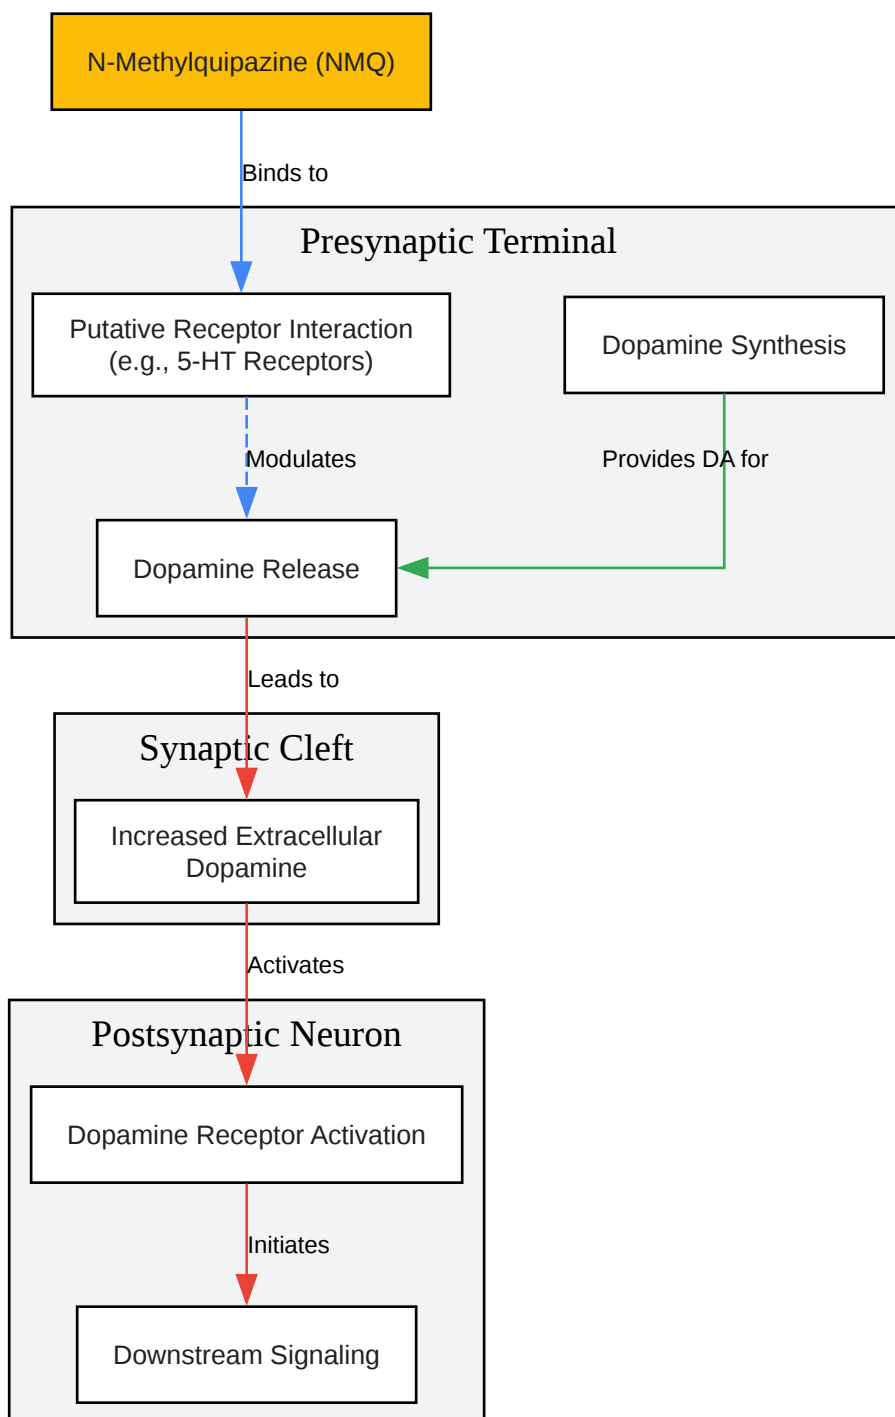 N-Methylquipazine (NMQ)
Binds to
Presynaptic Terminal
Putative Receptor Interaction
(e.g., 5-HT Receptors)
Dopamine Synthesis
Modulates
Provides DA for
Dopamine Release
Leads to
Synaptic Cleft
Increased Extracellular
Dopamine
Activates
Postsynaptic Neuron
Dopamine Receptor Activation
Initiates
Downstream Signaling